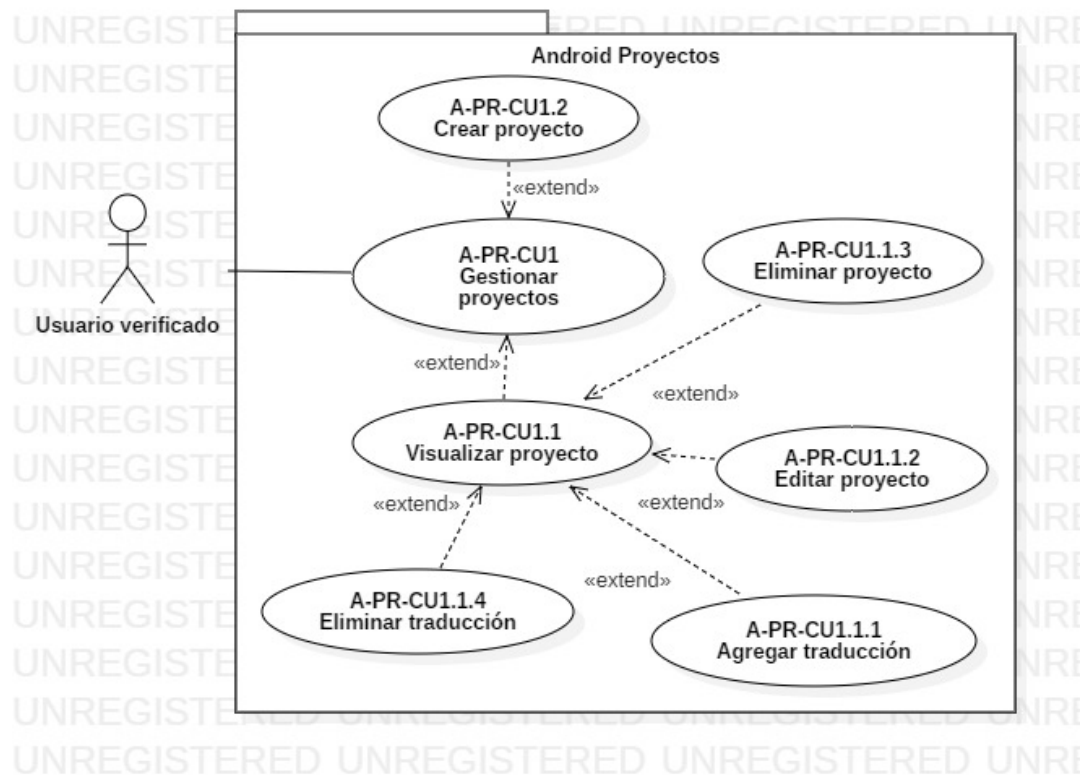 Android Proyectos
A-PR-CU1.2
Crear proyecto
«extend»
A-PR-CU1
Gestionar
proyectos
A-PR-CU1.1.3
Eliminar proyecto
Usuario verificado
«extend»
«extend»
A-PR-CU1.1
Visualizar proyecto
A-PR-CU1.1.2
Editar proyecto
«extend»
«extend»
«extend»
A-PR-CU1.1.4
Eliminar traducción
A-PR-CU1.1.1
Agregar traducción
UNREGISTERED UNREGISTERED UNRE